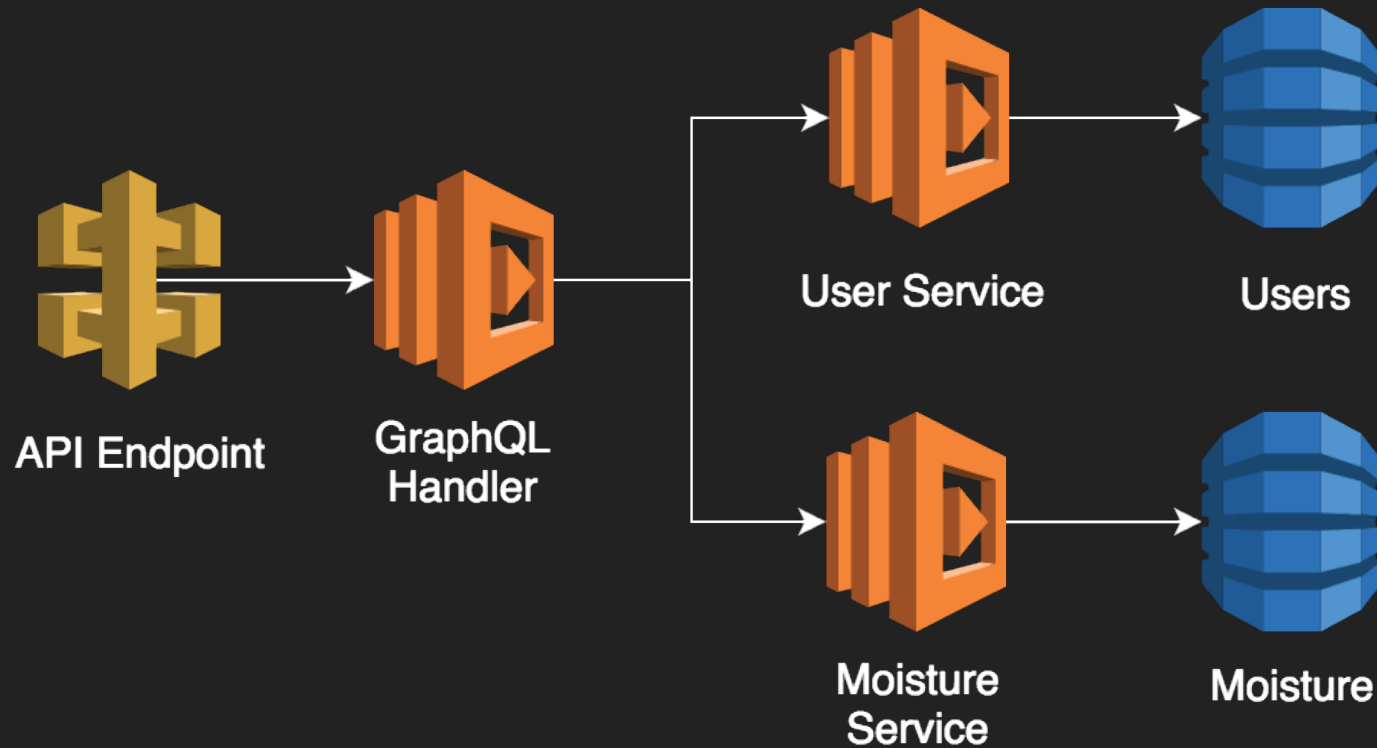 API Endpoint
GraphQL
Handler
User Service
Users
Moisture
Service
Moisture